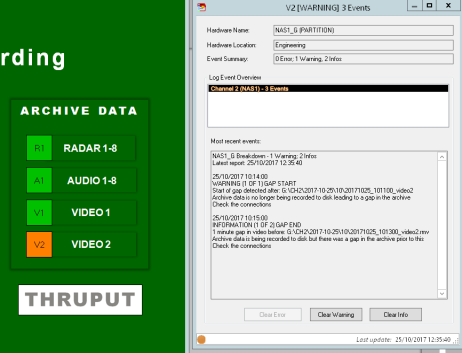 rding
ARCHIVE DATA
R1 RADAR 1-8
A1 AUDIO 1-8
V1 VIDEO 1
V2 VIDEO 2
THRUPUT
V2 [WARNING] 3 Events
Hardware Name: NAS1_G (PARTITION)
Hardware Location: Engineering
Event Summary: 0 Error; 1 Warning; 2 Infos
Log Event Overview
Channel 2 (NAS1) - 3 Events
Most recent events:
NAS1_G Breakdown - 1 Warning; 2 Infos
Latest report: 25/10/2017 12:35:40
25/10/2017 10:14:00
WARNING (1 OF 1) GAP START
Start of gap detected after: G:\CH2\2017-10-25\10\20171025_101100_video2
Archive data is no longer being recorded to disk leading to a gap in the archive
Check the connections
25/10/2017 10:15:00
INFORMATION (1 OF 2) GAP END
1 minute gap in video before: G:\CH2\2017-10-25\10\20171025_101300_video2.rmv
Archive data is being recorded to disk but there was a gap in the archive prior to this
Check the connections
Clear Error Clear Warning Clear Info
Last update: 25/10/2017 12:35:40